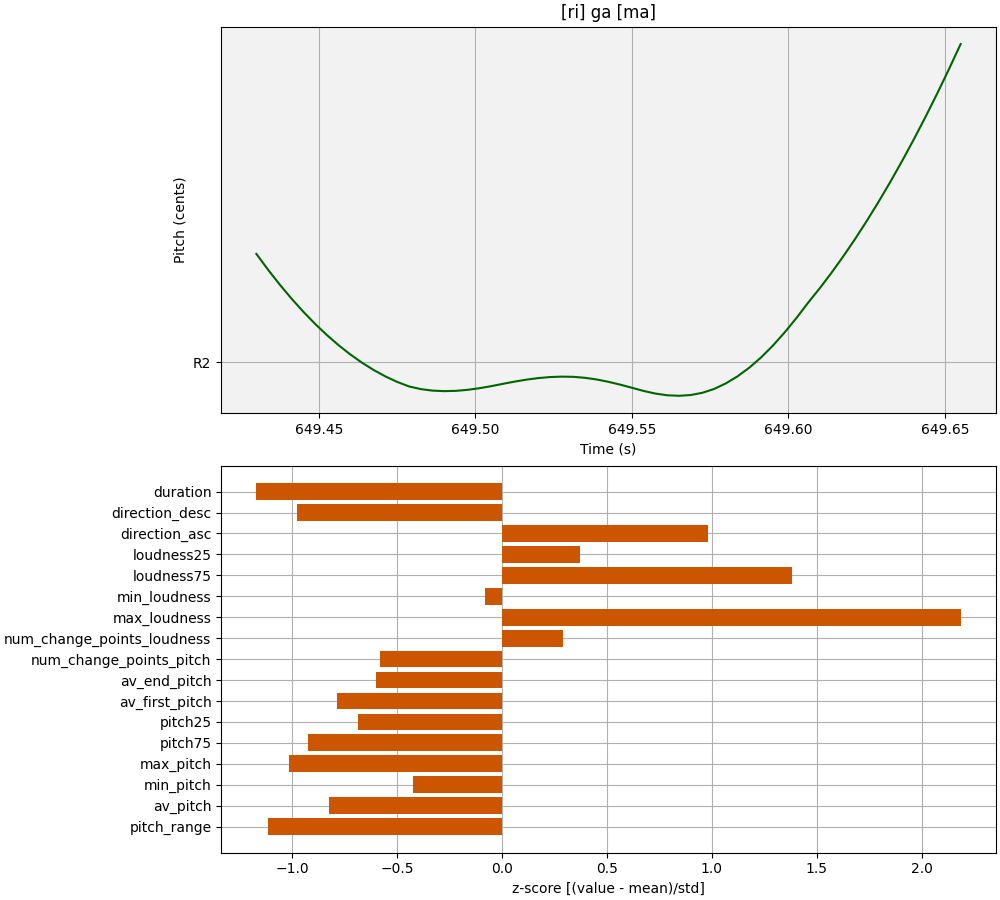 [ri] ga [ma]
Pitch (cents)
R2
649.45 649.50 649.55 649.60 649.65
Time (s)
duration
direction_desc
direction_asc
loudness25
loudness75
min_loudness
max_loudness
num_change_points_loudness
num_change_points_pitch
av_end_pitch
av_first_pitch
pitch25
pitch75
max_pitch
min_pitch
av_pitch
pitch_range
−1.0 −0.5 0.0 0.5 1.0 1.5 2.0
z-score [(value - mean)/std]